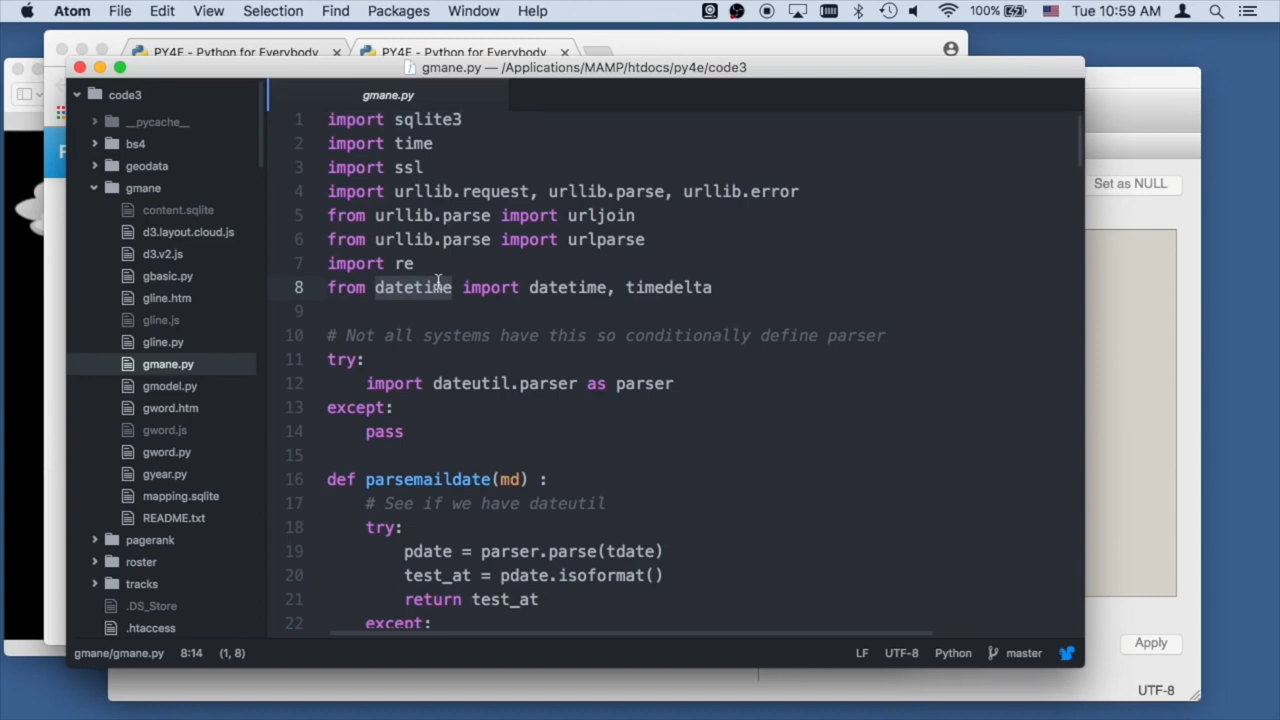 Atom File Edit View Selection Find Packages Window Help 100% Tue 10:59 AM
PY4E - Python for Everybody PY4E - Python for Everybody
gmane.py — /Applications/MAMP/htdocs/py4e/code3
code3
__pycache__
bs4
geodata
gmane
content.sqlite
d3.layout.cloud.js
d3.v2.js
gbasic.py
gline.htm
gline.js
gline.py
gmane.py
gmodel.py
gword.htm
gword.js
gword.py
gyear.py
mapping.sqlite
README.txt
pagerank
roster
tracks
.DS_Store
.htaccess
gmane.py
1 import sqlite3
2 import time
3 import ssl
4 import urllib.request, urllib.parse, urllib.error
5 from urllib.parse import urljoin
6 from urllib.parse import urlparse
7 import re
8 from datetime import datetime, timedelta
9
10 # Not all systems have this so conditionally define parser
11 try:
12 import dateutil.parser as parser
13 except:
14 pass
15
16 def parsemaildate(md) :
17 # See if we have dateutil
18 try:
19 pdate = parser.parse(tdate)
20 test_at = pdate.isoformat()
21 return test_at
22 except:
gmane/gmane.py 8:14 (1, 8) LF UTF-8 Python master
Set as NULL
Apply
UTF-8